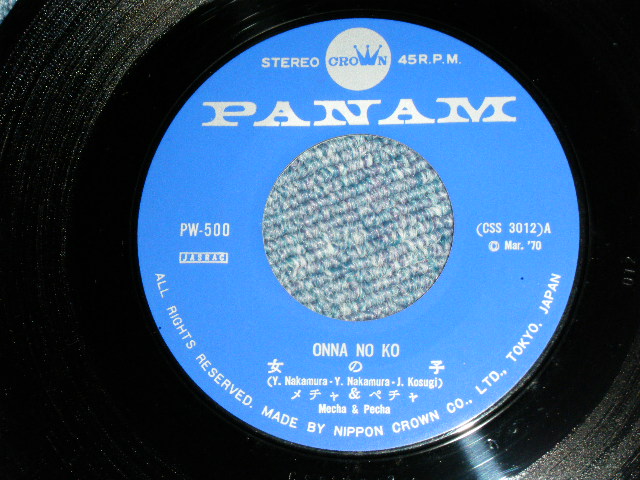 STEREO CROWN 45 R.P.M.
PANAM
PW-500
(CSS 3012)A
JASRAC
© Mar. '70
ONNA NO KO
女の子
(Y. Nakamura-Y. Nakamura-J. Kosugi)
メチャ&ペチャ
Mecha & Pecha
ALL RIGHTS RESERVED. MADE BY NIPPON CROWN CO., LTD., TOKYO, JAPAN